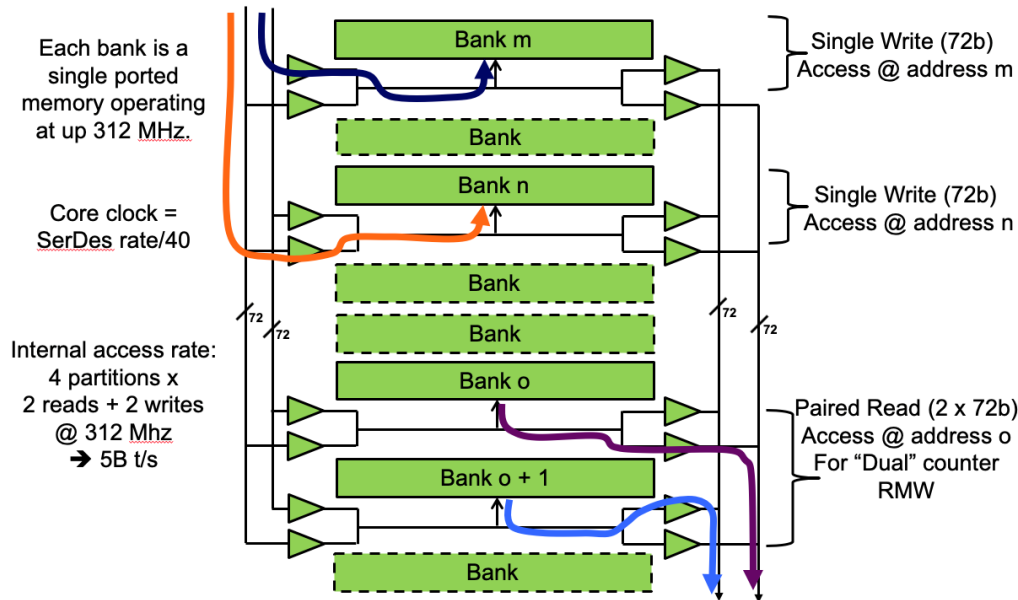 Each bank is a
single ported
memory operating
at up 312 MHz.
Core clock =
SerDes rate/40
Internal access rate:
4 partitions x
2 reads + 2 writes
@ 312 Mhz
➔ 5B t/s
72
72
Bank m
Bank
Bank n
Bank
Bank
Bank o
Bank o + 1
Bank
72
72
Single Write (72b)
Access @ address m
Single Write (72b)
Access @ address n
Paired Read (2 x 72b)
Access @ address o
For “Dual” counter
RMW